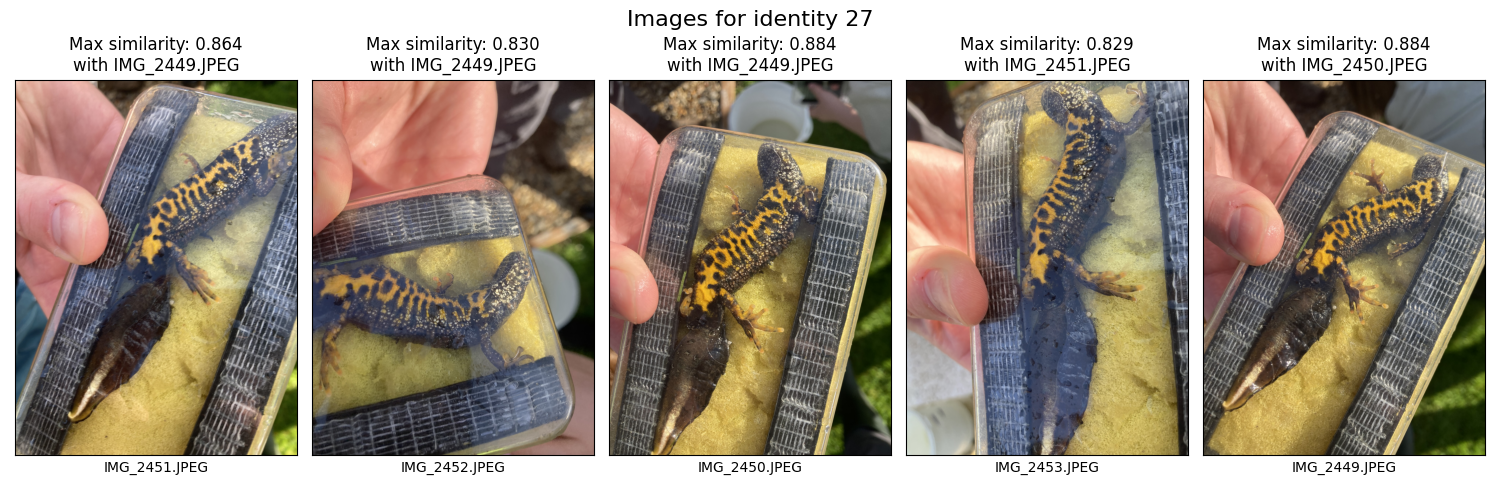 Images for identity 27
Max similarity: 0.864
with IMG_2449.JPEG
IMG_2451.JPEG
Max similarity: 0.830
with IMG_2449.JPEG
IMG_2452.JPEG
Max similarity: 0.884
with IMG_2449.JPEG
IMG_2450.JPEG
Max similarity: 0.829
with IMG_2451.JPEG
IMG_2453.JPEG
Max similarity: 0.884
with IMG_2450.JPEG
IMG_2449.JPEG